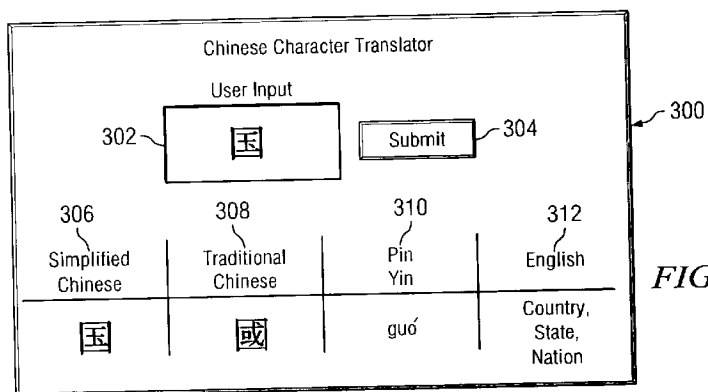 Chinese Character Translator
User Input
302
国
Submit
304
300
306
308
310
312
Simplified Chinese
Traditional Chinese
Pin Yin
English
FIG
国
國
guó
Country, State, Nation